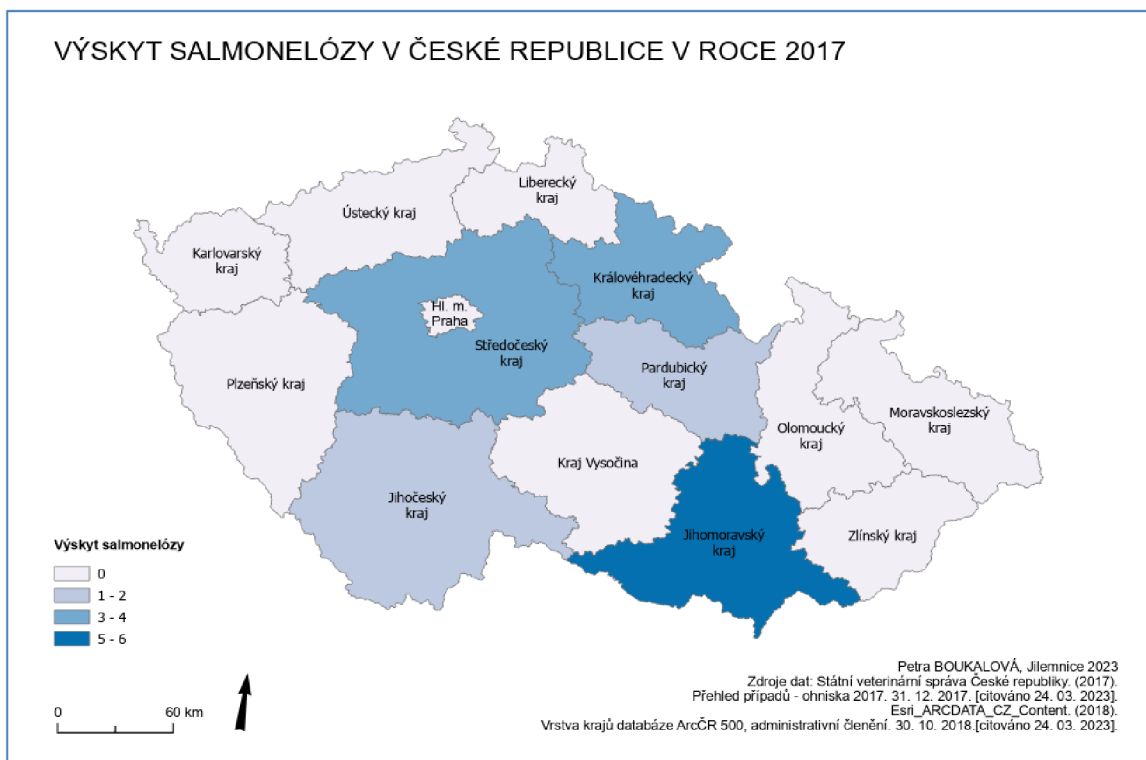 VÝSKYT SALMONELÓZY V ČESKÉ REPUBLICE V ROCE 2017
Liberecký
kraj
Ústecký kraj
Karlovarský
kraj
Královéhradecký
kraj
Hl. m.
Praha
Středočeský
kraj
Plzeňský kraj
Pardubický
kraj
Moravskoslezský
kraj
Olomoucký
kraj
Kraj Vysočina
Jihočeský
kraj
Jihomoravský
kraj
Zlínský kraj
Výskyt salmonelózy
0
1 - 2
3 - 4
5 - 6
0 60 km
Petra BOUKALOVÁ, Jilemnice 2023
Zdroje dat: Státní veterinární správa České republiky. (2017).
Přehled případů - ohniska 2017. 31. 12. 2017. [citováno 24. 03. 2023].
Esri_ARCDATA_CZ_Content. (2018).
Vrstva krajů databáze ArcČR 500, administrativní členění. 30. 10. 2018.[citováno 24. 03. 2023].